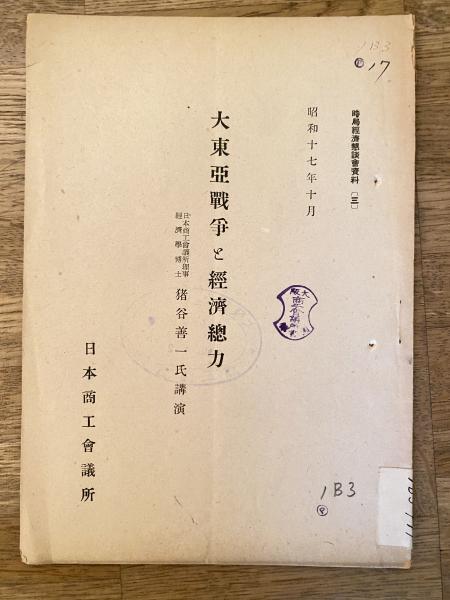 1B3
17
時局經濟懇談會資料〔三〕
昭和十七年十月
大東亞戰爭と經濟總力
日本商工會議所理事
經濟學博士
猪谷善一氏講演
日本商工會議所
1B3